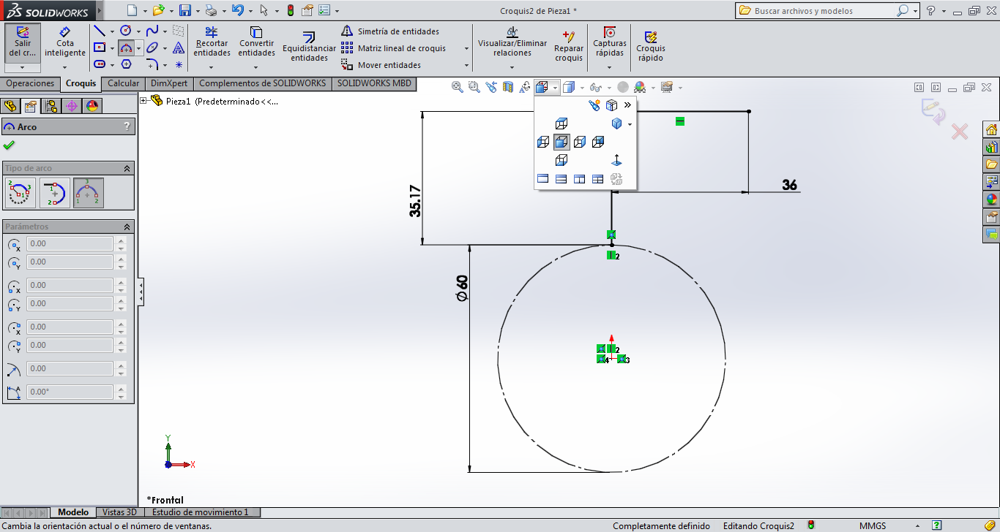 SOLIDWORKS
Croquis2 de Pieza1 *
Buscar archivos y modelos
Salir del cr...
Cota inteligente
Recortar entidades
Convertir entidades
Equidistanciar entidades
Simetría de entidades
Matriz lineal de croquis
Mover entidades
Visualizar/Eliminar relaciones
Reparar croquis
Capturas rápidas
Croquis rápido
Operaciones
Croquis
Calcular
DimXpert
Complementos de SOLIDWORKS
SOLIDWORKS MBD
Pieza1 (Predeterminado<<...
Arco
?
Tipo de arco
Parámetros
0.00
0.00
0.00
0.00
0.00
0.00
0.00
0.00°
35.17
36
2
Ø60
2
4
3
Y
X
*Frontal
Modelo
Vistas 3D
Estudio de movimiento 1
Cambia la orientación actual o el número de ventanas.
Completamente definido
Editando Croquis2
MMGS